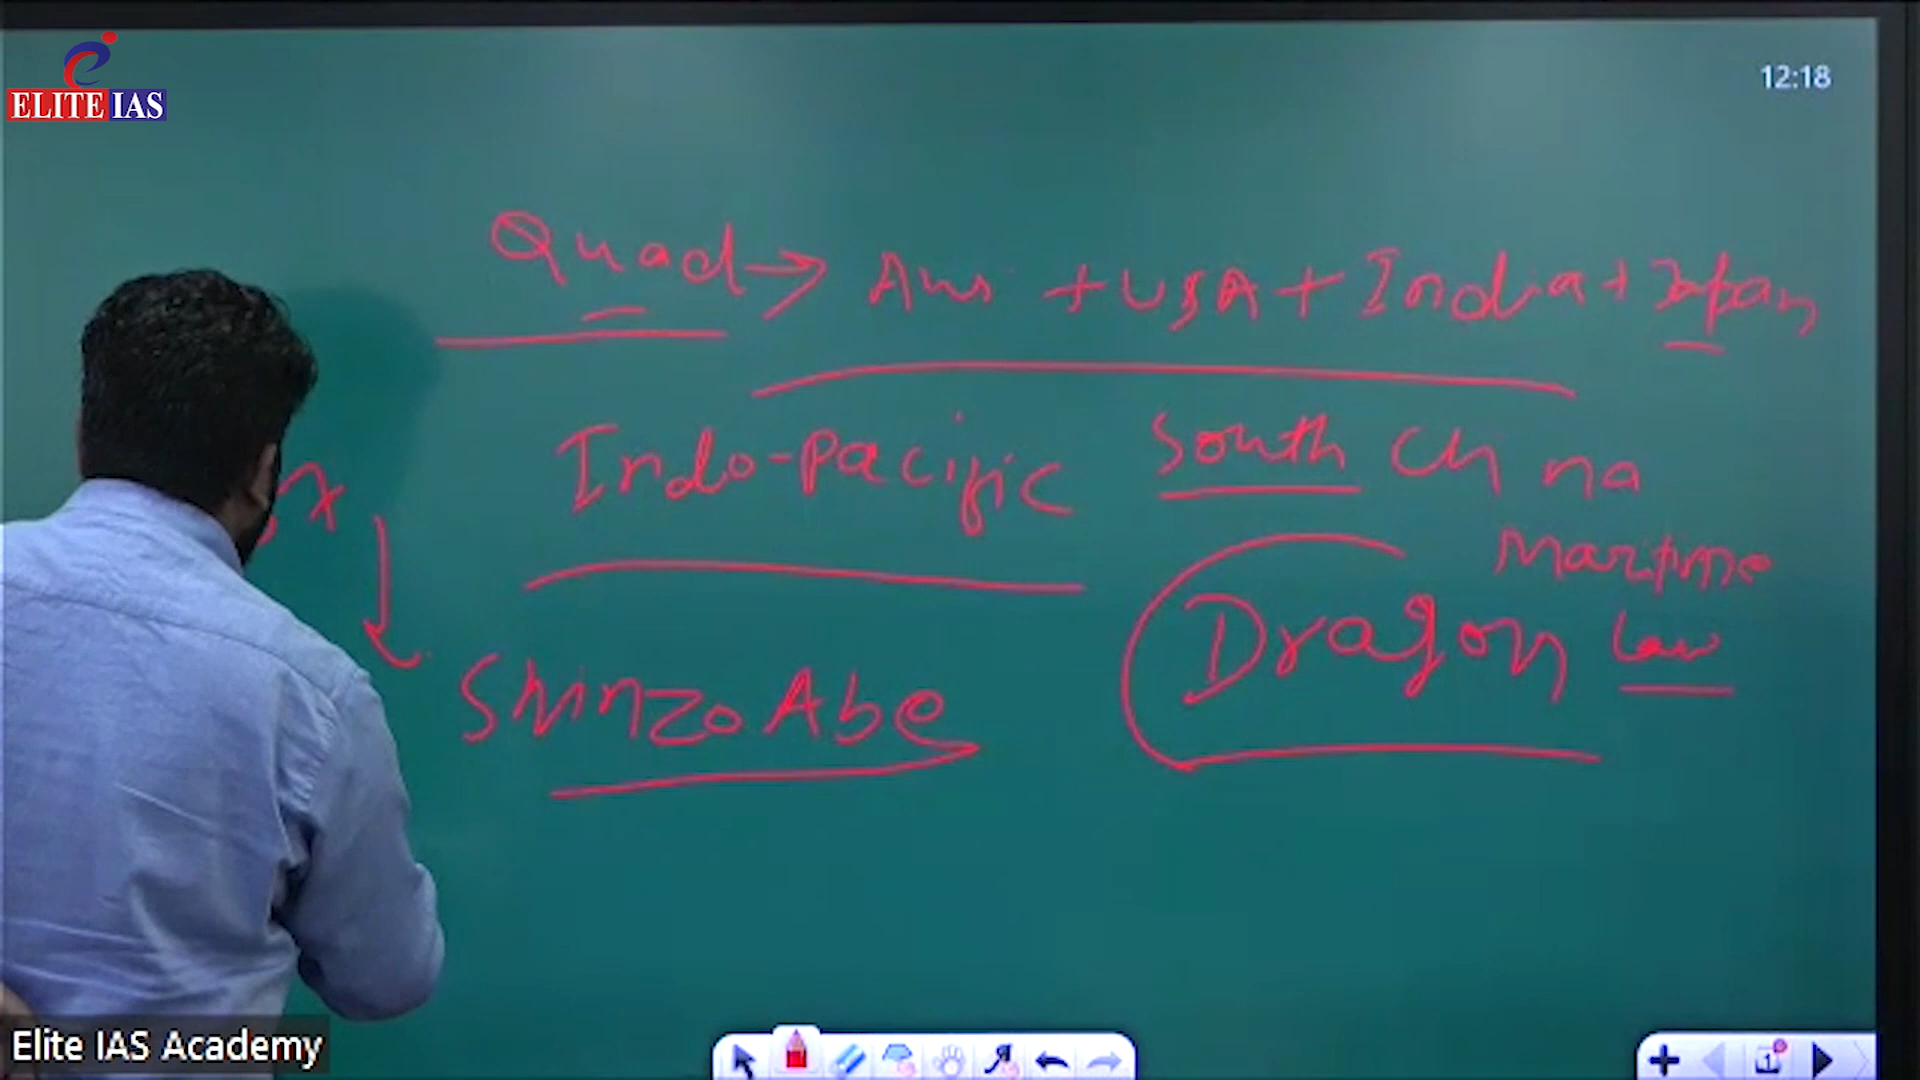 ELITE IAS
12:18
Quad → Aus + USA + India + Japan
Indo-Pacific South China
Maritime
Dragon Law
Shinzo Abe
Elite IAS Academy
1